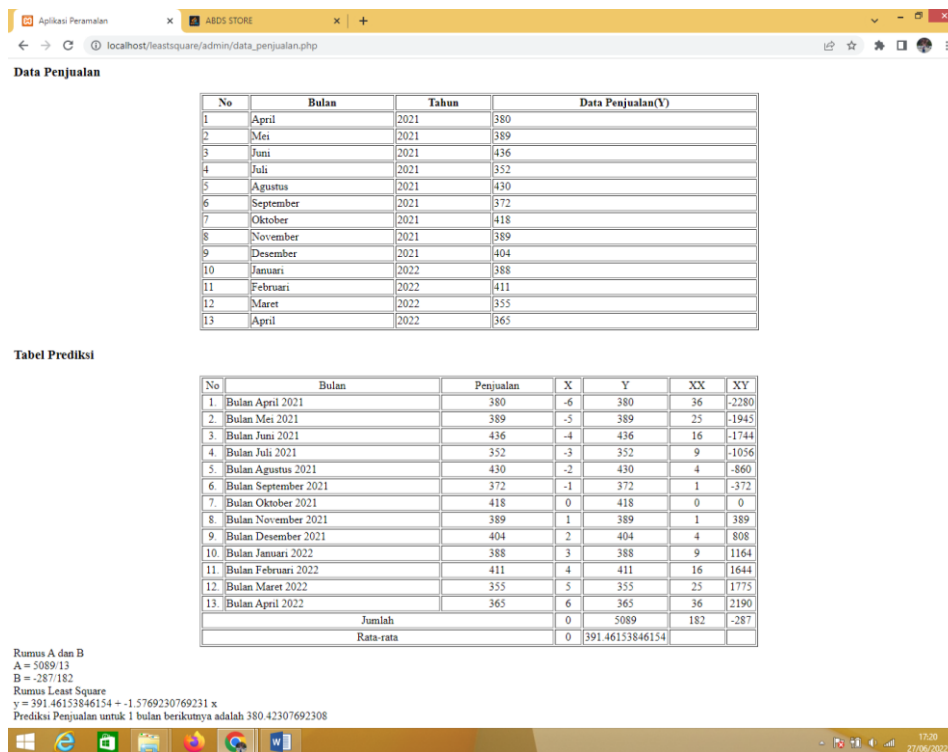 Aplikasi Peramalan
ABDS STORE
localhost/leastsquare/admin/data_penjualan.php
Data Penjualan
No Bulan Tahun Data Penjualan(Y)
1 April 2021 380
2 Mei 2021 389
3 Juni 2021 436
4 Juli 2021 352
5 Agustus 2021 430
6 September 2021 372
7 Oktober 2021 418
8 November 2021 389
9 Desember 2021 404
10 Januari 2022 388
11 Februari 2022 411
12 Maret 2022 355
13 April 2022 365
Tabel Prediksi
No Bulan Penjualan X Y XX XY
1. Bulan April 2021 380 -6 380 36 -2280
2. Bulan Mei 2021 389 -5 389 25 -1945
3. Bulan Juni 2021 436 -4 436 16 -1744
4. Bulan Juli 2021 352 -3 352 9 -1056
5. Bulan Agustus 2021 430 -2 430 4 -860
6. Bulan September 2021 372 -1 372 1 -372
7. Bulan Oktober 2021 418 0 418 0 0
8. Bulan November 2021 389 1 389 1 389
9. Bulan Desember 2021 404 2 404 4 808
10. Bulan Januari 2022 388 3 388 9 1164
11. Bulan Februari 2022 411 4 411 16 1644
12. Bulan Maret 2022 355 5 355 25 1775
13. Bulan April 2022 365 6 365 36 2190
Jumlah 0 5089 182 -287
Rata-rata 0 391.46153846154
Rumus A dan B
A = 5089/13
B = -287/182
Rumus Least Square
y = 391.46153846154 + -1.5769230769231 x
Prediksi Penjualan untuk 1 bulan berikutnya adalah 380.42307692308
17:20
27/06/2022